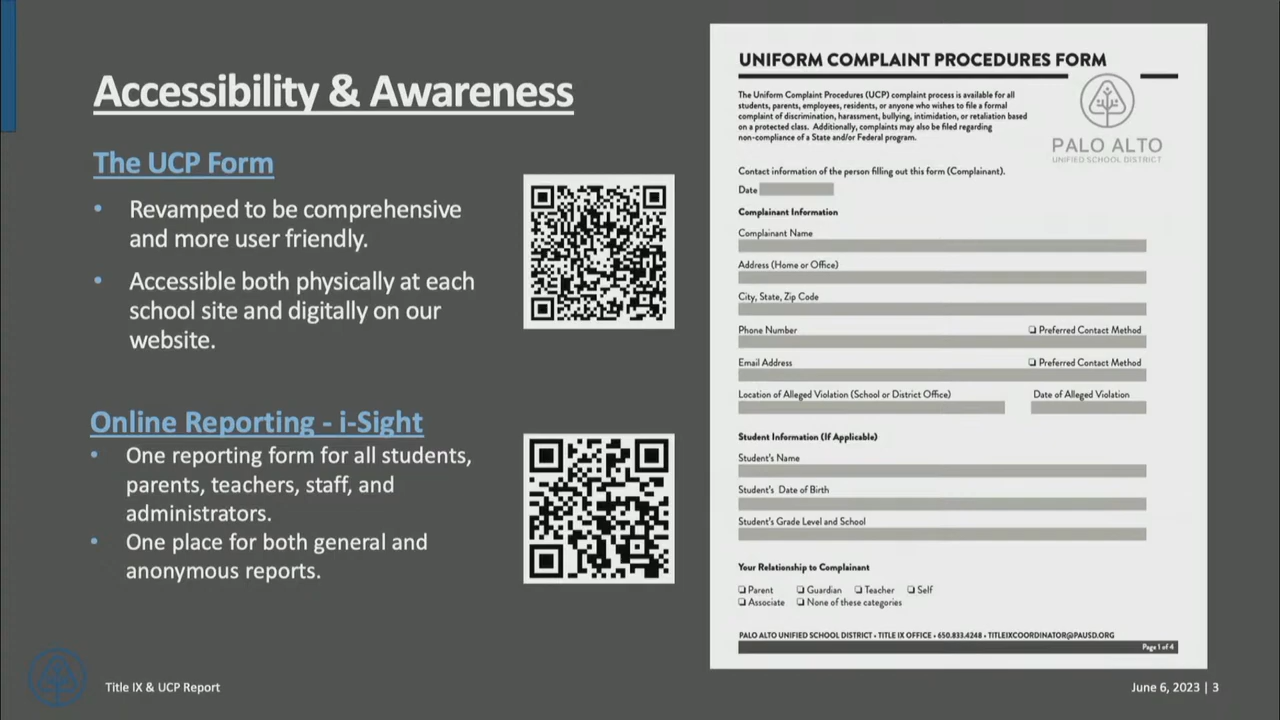 Accessibility & Awareness
The UCP Form
• Revamped to be comprehensive
and more user friendly.
• Accessible both physically at each
school site and digitally on our
website.
Online Reporting - i-Sight
• One reporting form for all students,
parents, teachers, staff, and
administrators.
• One place for both general and
anonymous reports.
UNIFORM COMPLAINT PROCEDURES FORM
The Uniform Complaint Procedures (UCP) complaint process is available for all
students, parents, employees, residents, or anyone who wishes to file a formal
complaint of discrimination, harassment, bullying, intimidation, or retaliation based
on a protected class. Additionally, complaints may also be filed regarding
non-compliance of a State and/or Federal program.
PALO ALTO
UNIFIED SCHOOL DISTRICT
Contact information of the person filling out this form (Complainant).
Date
Complainant Information
Complainant Name
Address (Home or Office)
City, State, Zip Code
Phone Number ❏ Preferred Contact Method
Email Address ❏ Preferred Contact Method
Location of Alleged Violation (School or District Office) Date of Alleged Violation
Student Information (If Applicable)
Student's Name
Student's Date of Birth
Student's Grade Level and School
Your Relationship to Complainant
❏ Parent ❏ Guardian ❏ Teacher ❏ Self
❏ Associate ❏ None of these categories
PALO ALTO UNIFIED SCHOOL DISTRICT • TITLE IX OFFICE • 650.833.4248 • TITLEIXCOORDINATOR@PAUSD.ORG
Page 1 of 4
Title IX & UCP Report
June 6, 2023 | 3